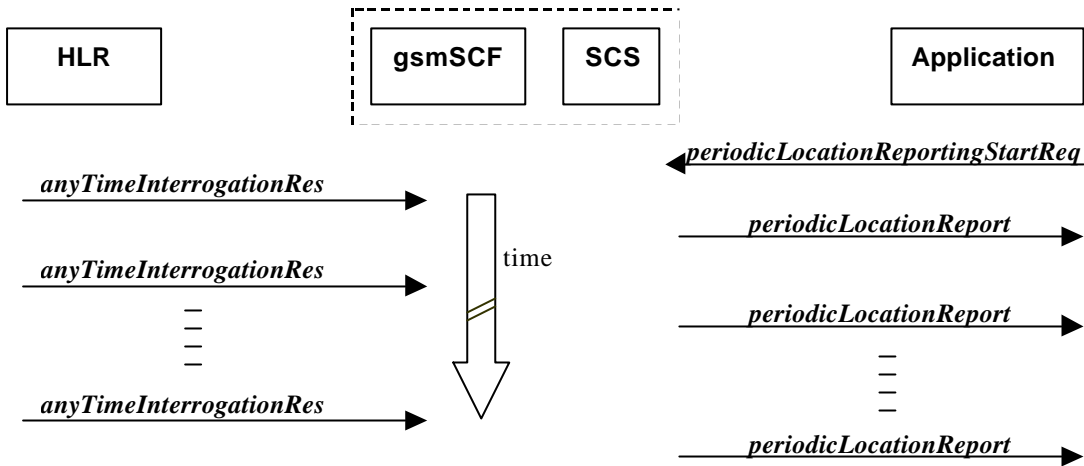 HLR
gsmSCF
SCS
Application
periodicLocationReportingStartReq
anyTimeInterrogationRes
periodicLocationReport
time
anyTimeInterrogationRes
periodicLocationReport
anyTimeInterrogationRes
periodicLocationReport